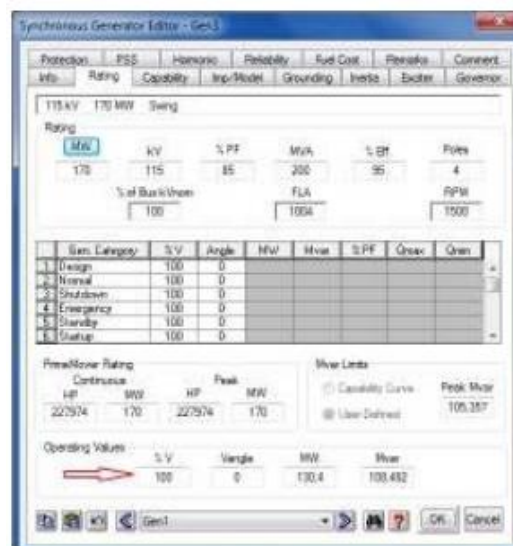 Synchronous Generator Editor - Gen3
Protection PSS Harmonic Reliability Fuel Cost Remarks Comment
Info Rating Capability Imp/Model Grounding Inertia Exciter Governor
115 kV 170 MW Swing
Rating
MW kV % PF MVA % Eff. Poles
170 115 85 200 95 4
% of Bus kVnom FLA RPM
100 1004 1500
Gen. Category % V Angle MW Mvar % PF Qmax Qmin
1 Design 100 0
2 Normal 100 0
3 Shutdown 100 0
4 Emergency 100 0
5 Standby 100 0
6 Startup 100 0
PrimeMover Rating Mvar Limits
Continuous Peak
HP MW HP MW Capability Curve Peak Mvar
227974 170 227974 170 User-Defined 105.357
Operating Values
% V Vangle MW Mvar
100 0 130.4 108.492
Gen1 ? OK Cancel